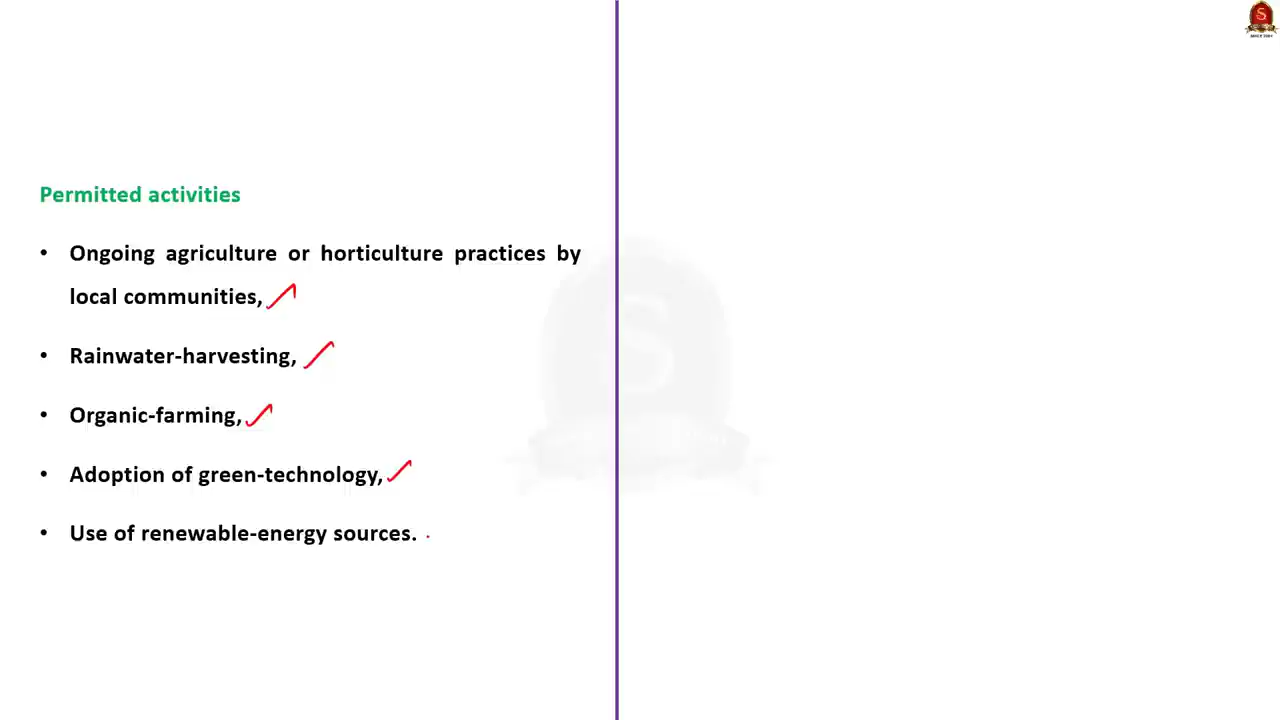 Permitted activities
• Ongoing agriculture or horticulture practices by
local communities,
• Rainwater-harvesting,
• Organic-farming,
• Adoption of green-technology,
• Use of renewable-energy sources.
S
S